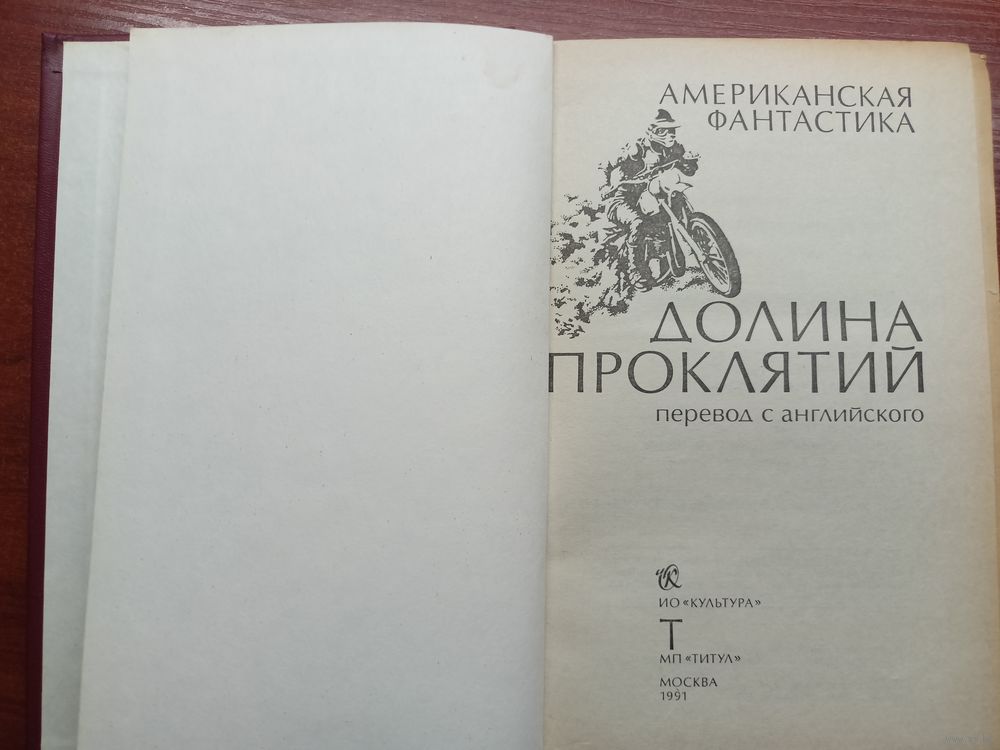 АМЕРИКАНСКАЯ
ФАНТАСТИКА
ДОЛИНА
ПРОКЛЯТИЙ
перевод с английского
ИО «КУЛЬТУРА»
Т
МП «ТИТУЛ»
МОСКВА
1991